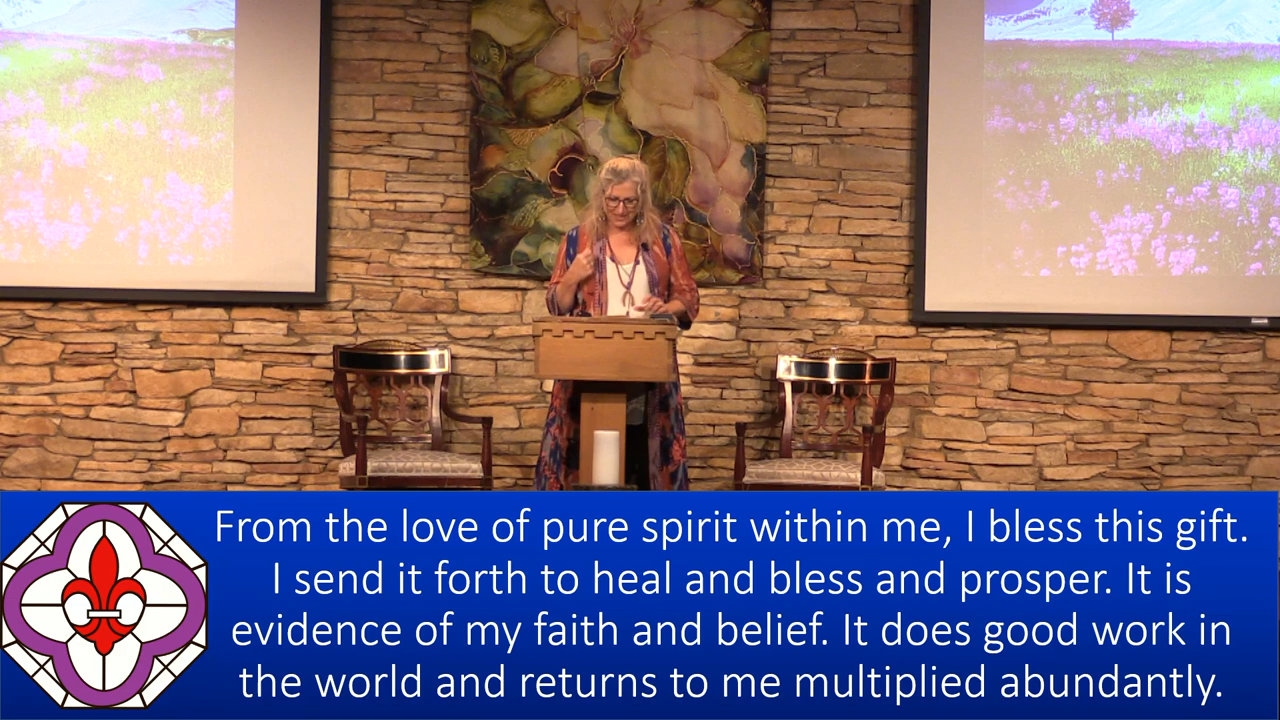 From the love of pure spirit within me, I bless this gift.
I send it forth to heal and bless and prosper. It is
evidence of my faith and belief. It does good work in
the world and returns to me multiplied abundantly.